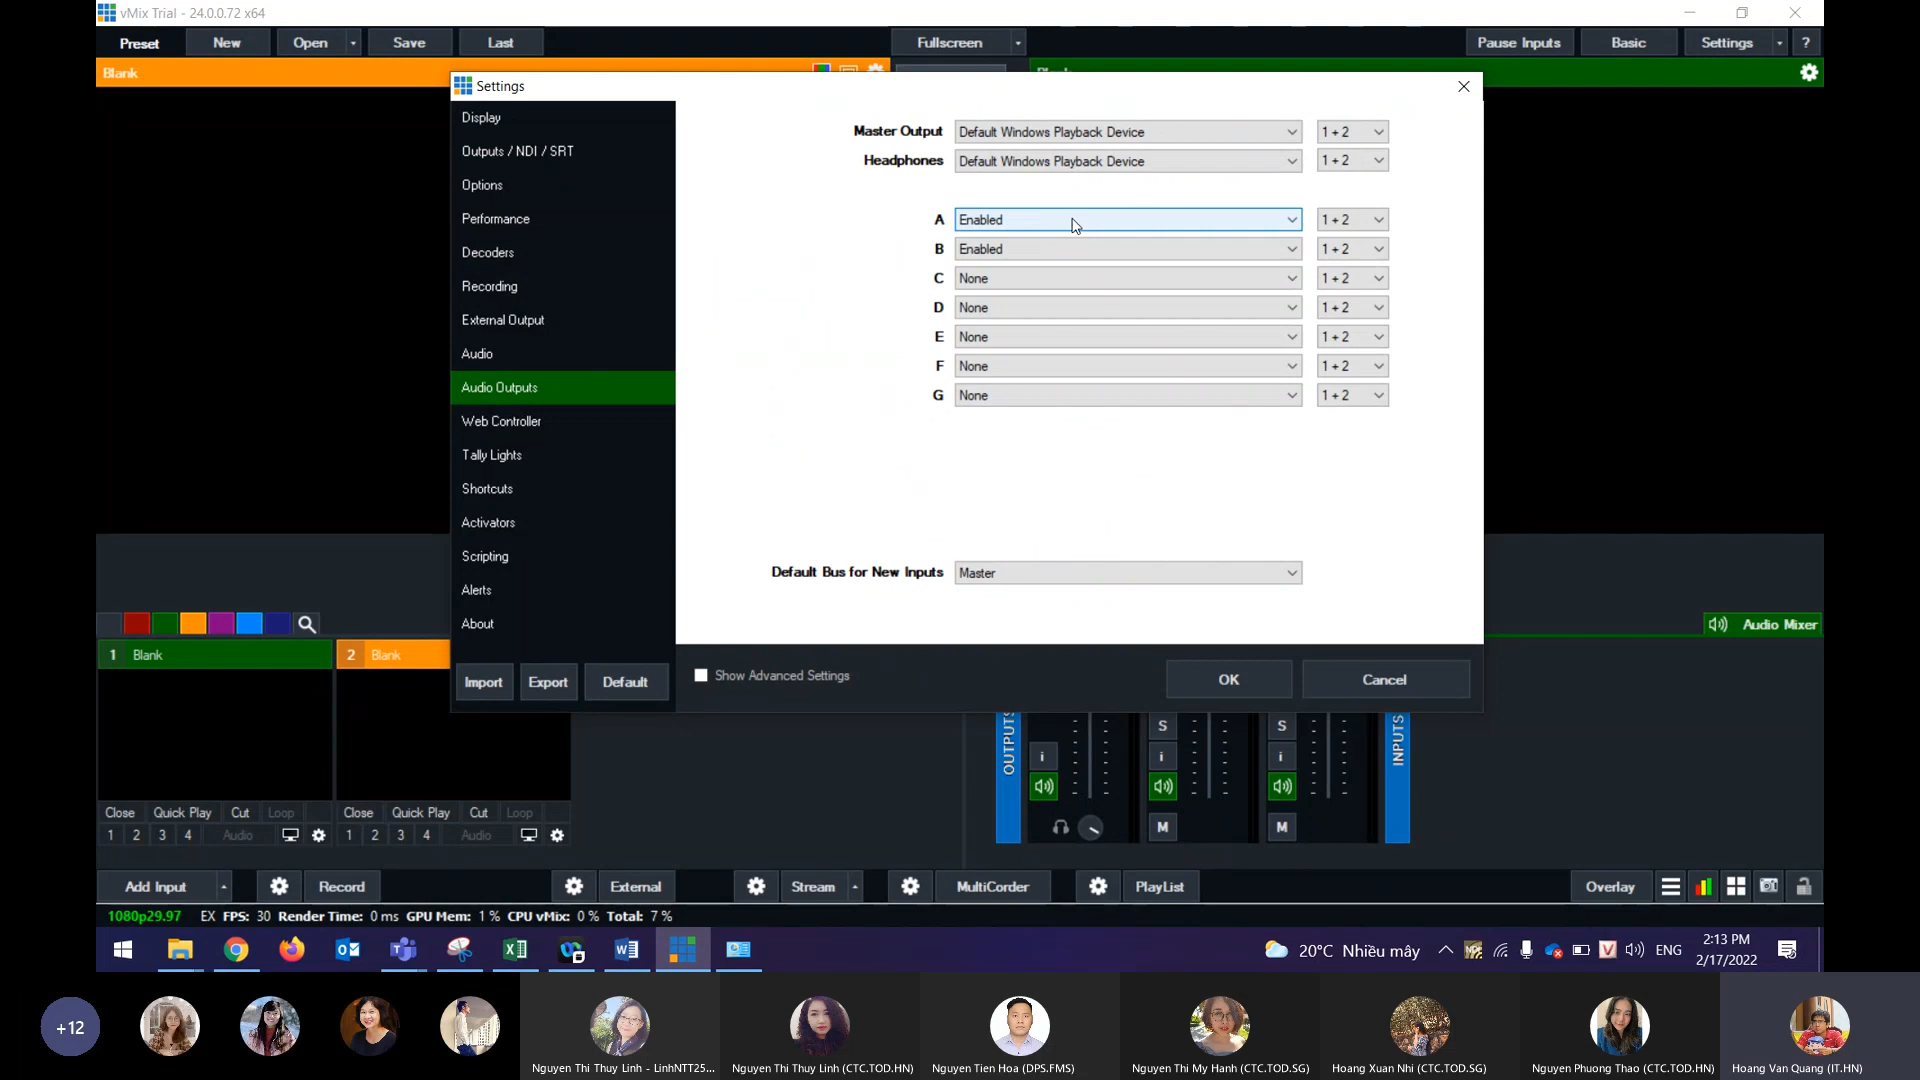 vMix Trial - 24.0.0.72 x64
Preset New Open Save Last Fullscreen Pause Inputs Basic Settings ?
Blank
Settings
Display
Outputs / NDI / SRT
Options
Performance
Decoders
Recording
External Output
Audio
Audio Outputs
Web Controller
Tally Lights
Shortcuts
Activators
Scripting
Alerts
About
Import Export Default
Master Output Default Windows Playback Device 1 + 2
Headphones Default Windows Playback Device 1 + 2
A Enabled 1 + 2
B Enabled 1 + 2
C None 1 + 2
D None 1 + 2
E None 1 + 2
F None 1 + 2
G None 1 + 2
Default Bus for New Inputs Master
Show Advanced Settings OK Cancel
Audio Mixer
1 Blank
2 Blank
OUTPUTS
S S
i i i
M M
INPUTS
Close Quick Play Cut Loop Close Quick Play Cut Loop
1 2 3 4 Audio 1 2 3 4 Audio
Add Input Record External Stream MultiCorder PlayList Overlay
1080p29.97 EX FPS: 30 Render Time: 0 ms GPU Mem: 1 % CPU vMix: 0 % Total: 7 %
20°C Nhiều mây ENG
2:13 PM
2/17/2022
+12
Nguyen Thi Thuy Linh - LinhNTT25...
Nguyen Thi Thuy Linh (CTC.TOD.HN)
Nguyen Tien Hoa (DPS.FMS)
Nguyen Thi My Hanh (CTC.TOD.SG)
Hoang Xuan Nhi (CTC.TOD.SG)
Nguyen Phuong Thao (CTC.TOD.HN)
Hoang Van Quang (IT.HN)